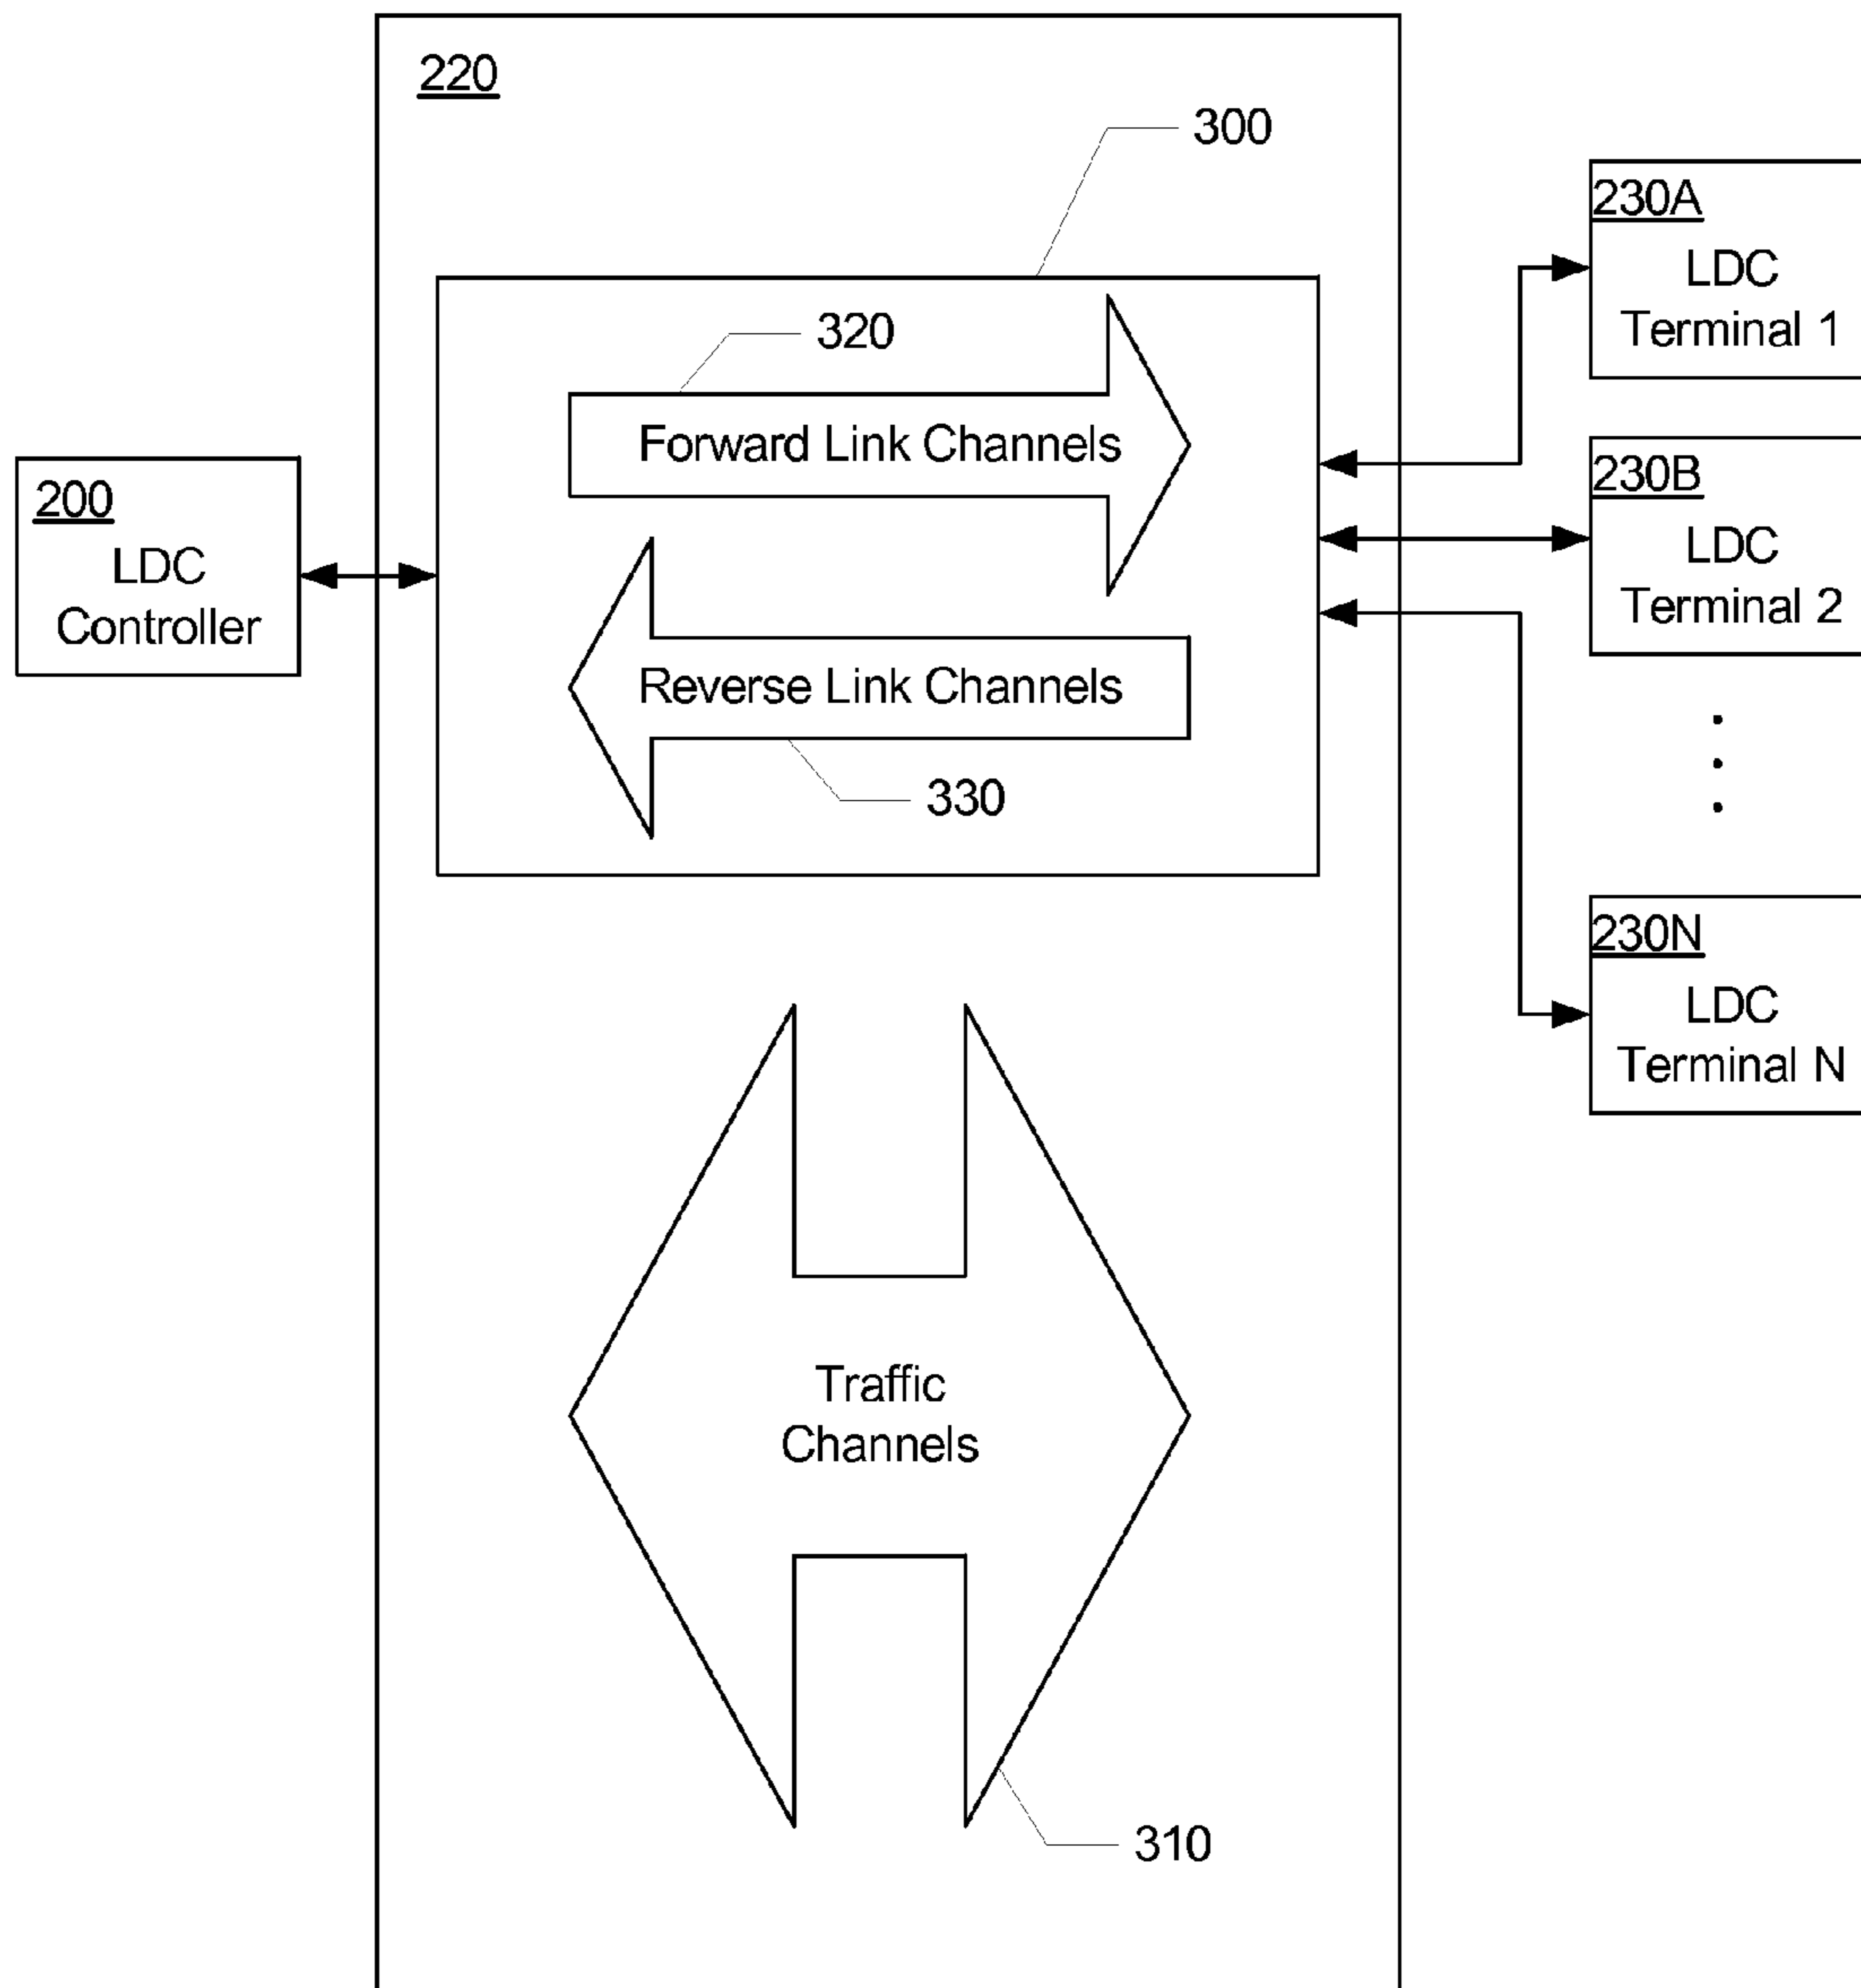 220
300
320
Forward Link Channels
Reverse Link Channels
330
200
LDC
Controller
230A
LDC
Terminal 1
230B
LDC
Terminal 2
230N
LDC
Terminal N
Traffic
Channels
310